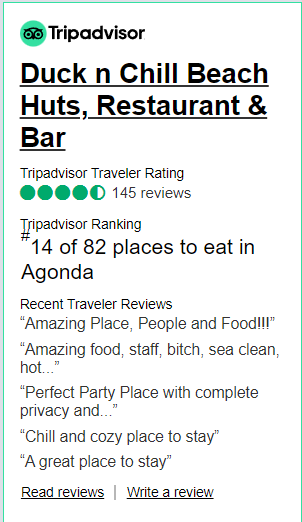 Tripadvisor
Duck n Chill Beach
Huts, Restaurant &
Bar
Tripadvisor Traveler Rating
145 reviews
Tripadvisor Ranking
#14 of 82 places to eat in
Agonda
Recent Traveler Reviews
“Amazing Place, People and Food!!!”
“Amazing food, staff, bitch, sea clean,
hot...”
“Perfect Party Place with complete
privacy and...”
“Chill and cozy place to stay”
“A great place to stay”
Read reviews | Write a review